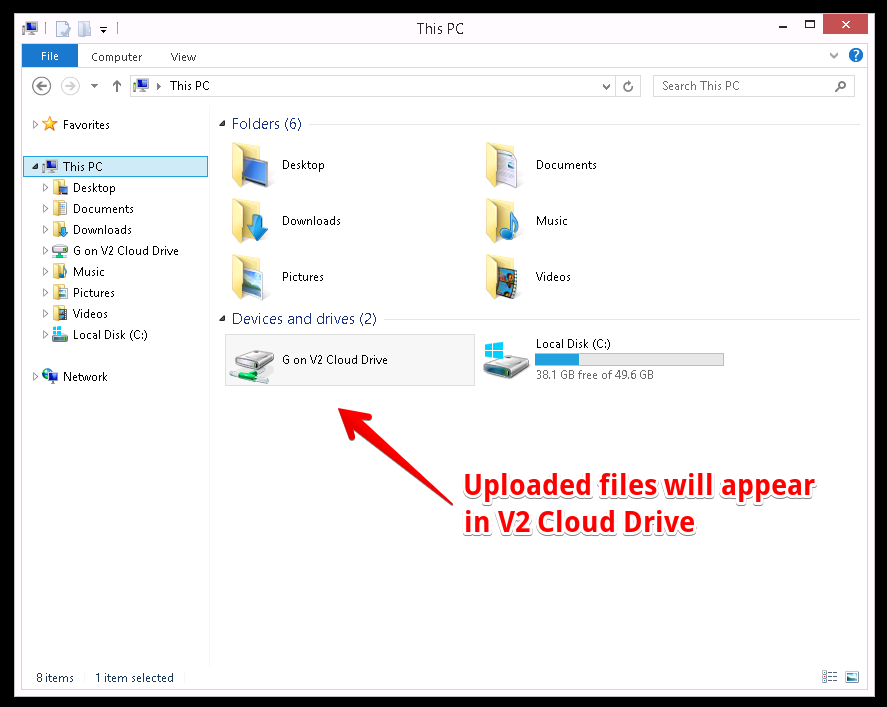 This PC
File Computer View
This PC
Search This PC
Favorites
This PC
Desktop
Documents
Downloads
G on V2 Cloud Drive
Music
Pictures
Videos
Local Disk (C:)
Network
Folders (6)
Desktop
Documents
Downloads
Music
Pictures
Videos
Devices and drives (2)
G on V2 Cloud Drive
Local Disk (C:)
38.1 GB free of 49.6 GB
Uploaded files will appear
in V2 Cloud Drive
8 items 1 item selected